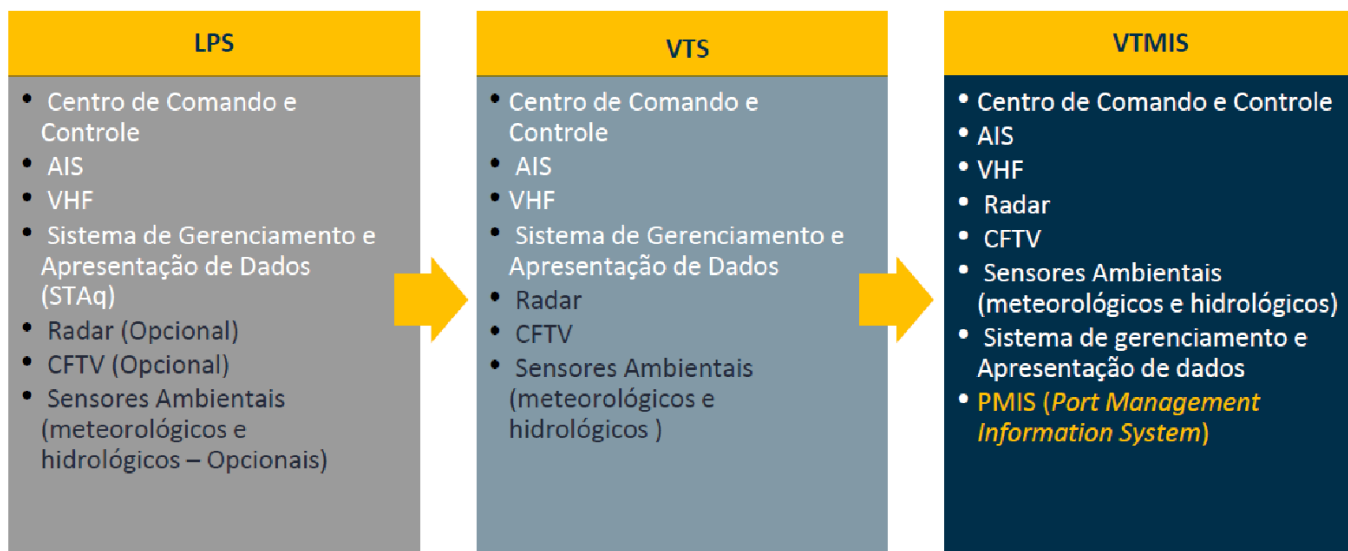 LPS
• Centro de Comando e
Controle
• AIS
• VHF
• Sistema de Gerenciamento e
Apresentação de Dados
(STAq)
• Radar (Opcional)
• CFTV (Opcional)
• Sensores Ambientais
(meteorológicos e
hidrológicos – Opcionais)
VTS
• Centro de Comando e
Controle
• AIS
• VHF
• Sistema de Gerenciamento e
Apresentação de Dados
• Radar
• CFTV
• Sensores Ambientais
(meteorológicos e
hidrológicos )
VTMIS
• Centro de Comando e Controle
• AIS
• VHF
• Radar
• CFTV
• Sensores Ambientais
(meteorológicos e hidrológicos)
• Sistema de gerenciamento e
Apresentação de dados
• PMIS (Port Management
Information System)